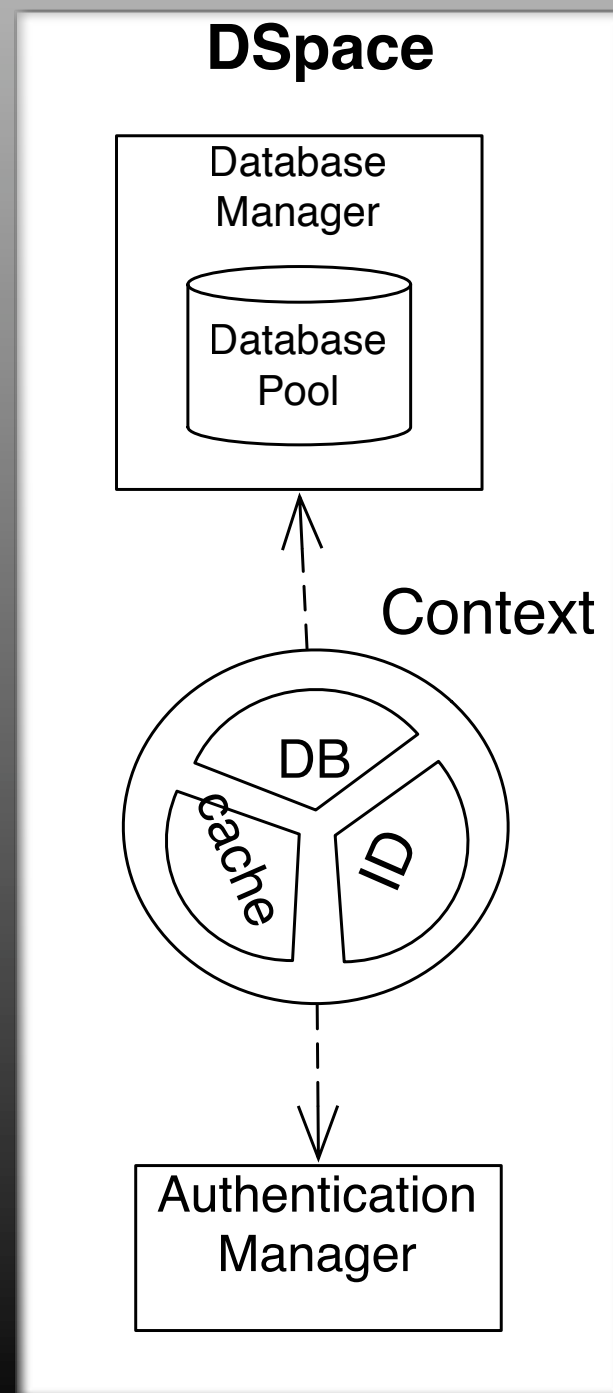 DSpace
Database
Manager
Database
Pool
Context
DB
cache
ID
Authentication
Manager